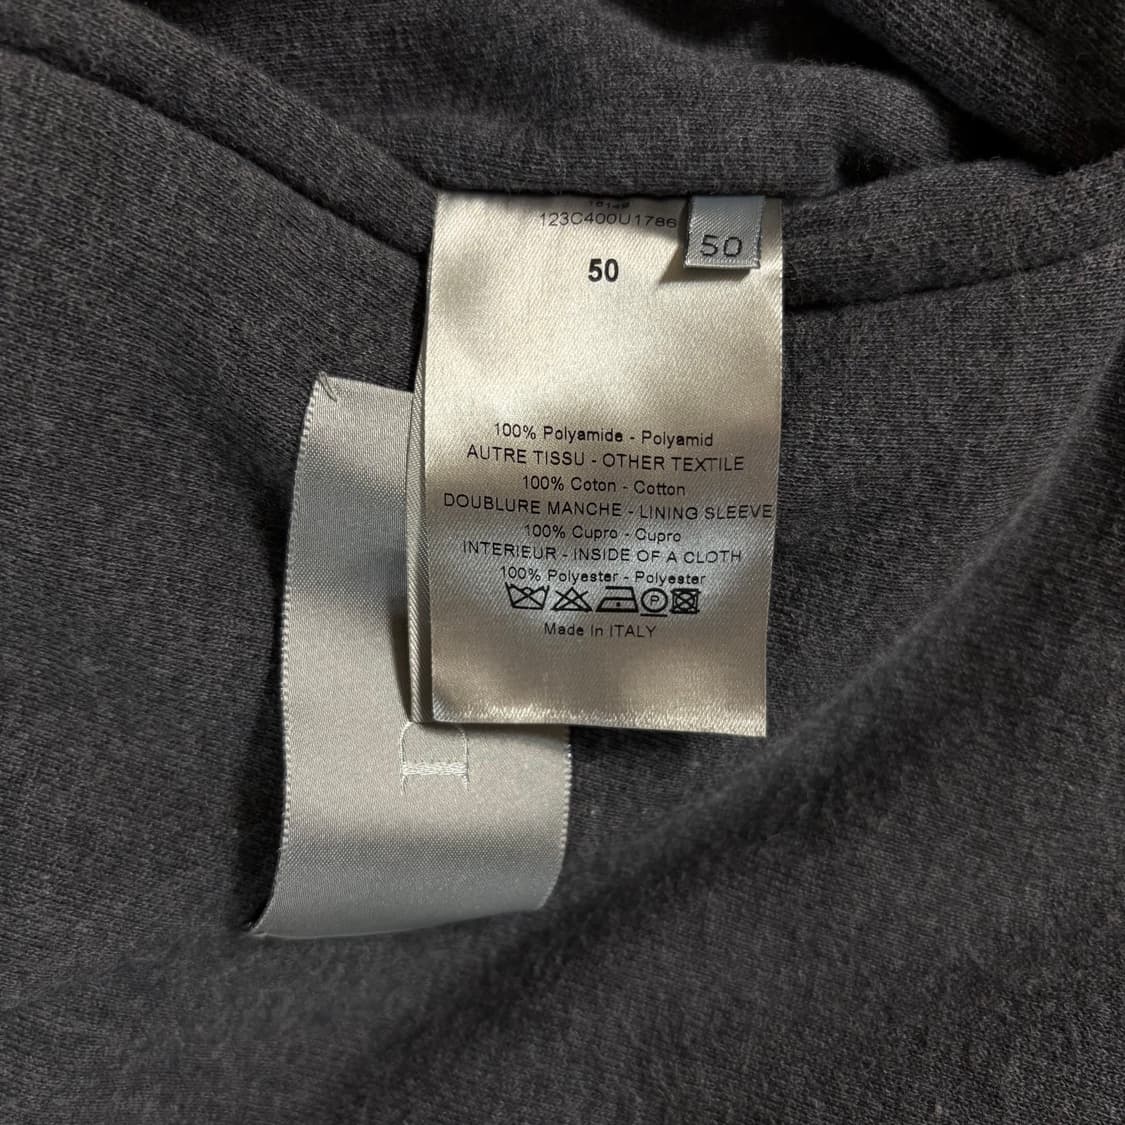 123C400U1786
50
50
100% Polyamide - Polyamid
AUTRE TISSU - OTHER TEXTILE
100% Coton - Cotton
DOUBLURE MANCHE - LINING SLEEVE
100% Cupro - Cupro
INTERIEUR - INSIDE OF A CLOTH
100% Polyester - Polyester
P
Made In ITALY